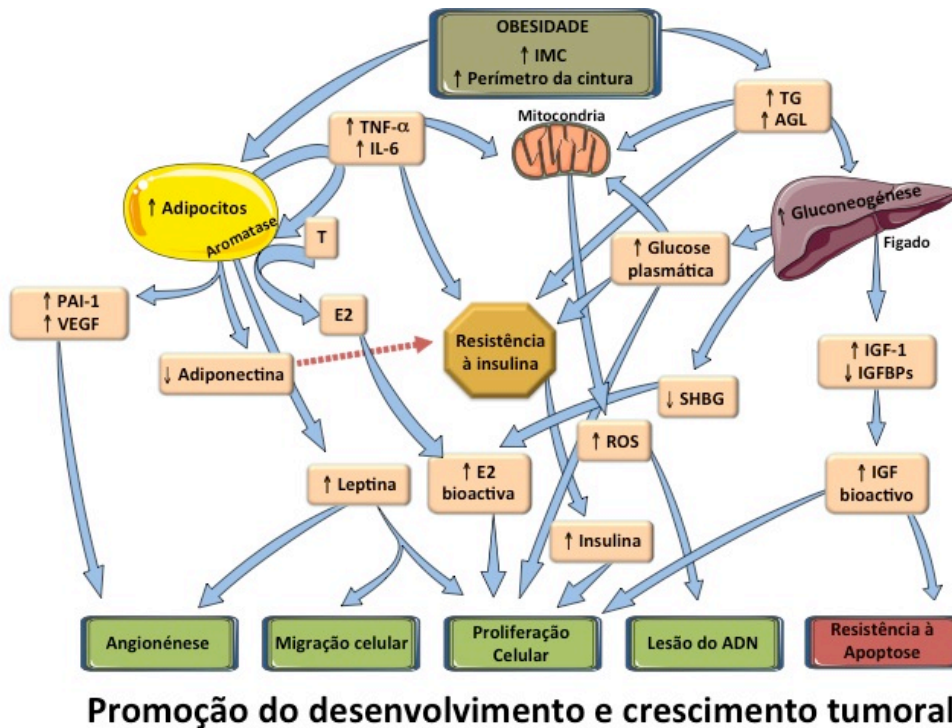 OBESIDADE
↑ IMC
↑ Perímetro da cintura
↑ TNF-α
↑ IL-6
Mitocondria
↑ TG
↑ AGL
↑ Adipocitos
Aromatase
T
↑ Gluconeogénese
Figado
↑ Glucose
plasmática
↑ PAI-1
↑ VEGF
E2
Resistência
à insulina
↑ IGF-1
↓ IGFBPs
↓ Adiponectina
↓ SHBG
↑ ROS
↑ Leptina
↑ E2
bioactiva
↑ IGF
bioactivo
↑ Insulina
Angionénese
Migração celular
Proliferação
Celular
Lesão do ADN
Resistência à
Apoptose
Promoção do desenvolvimento e crescimento tumora